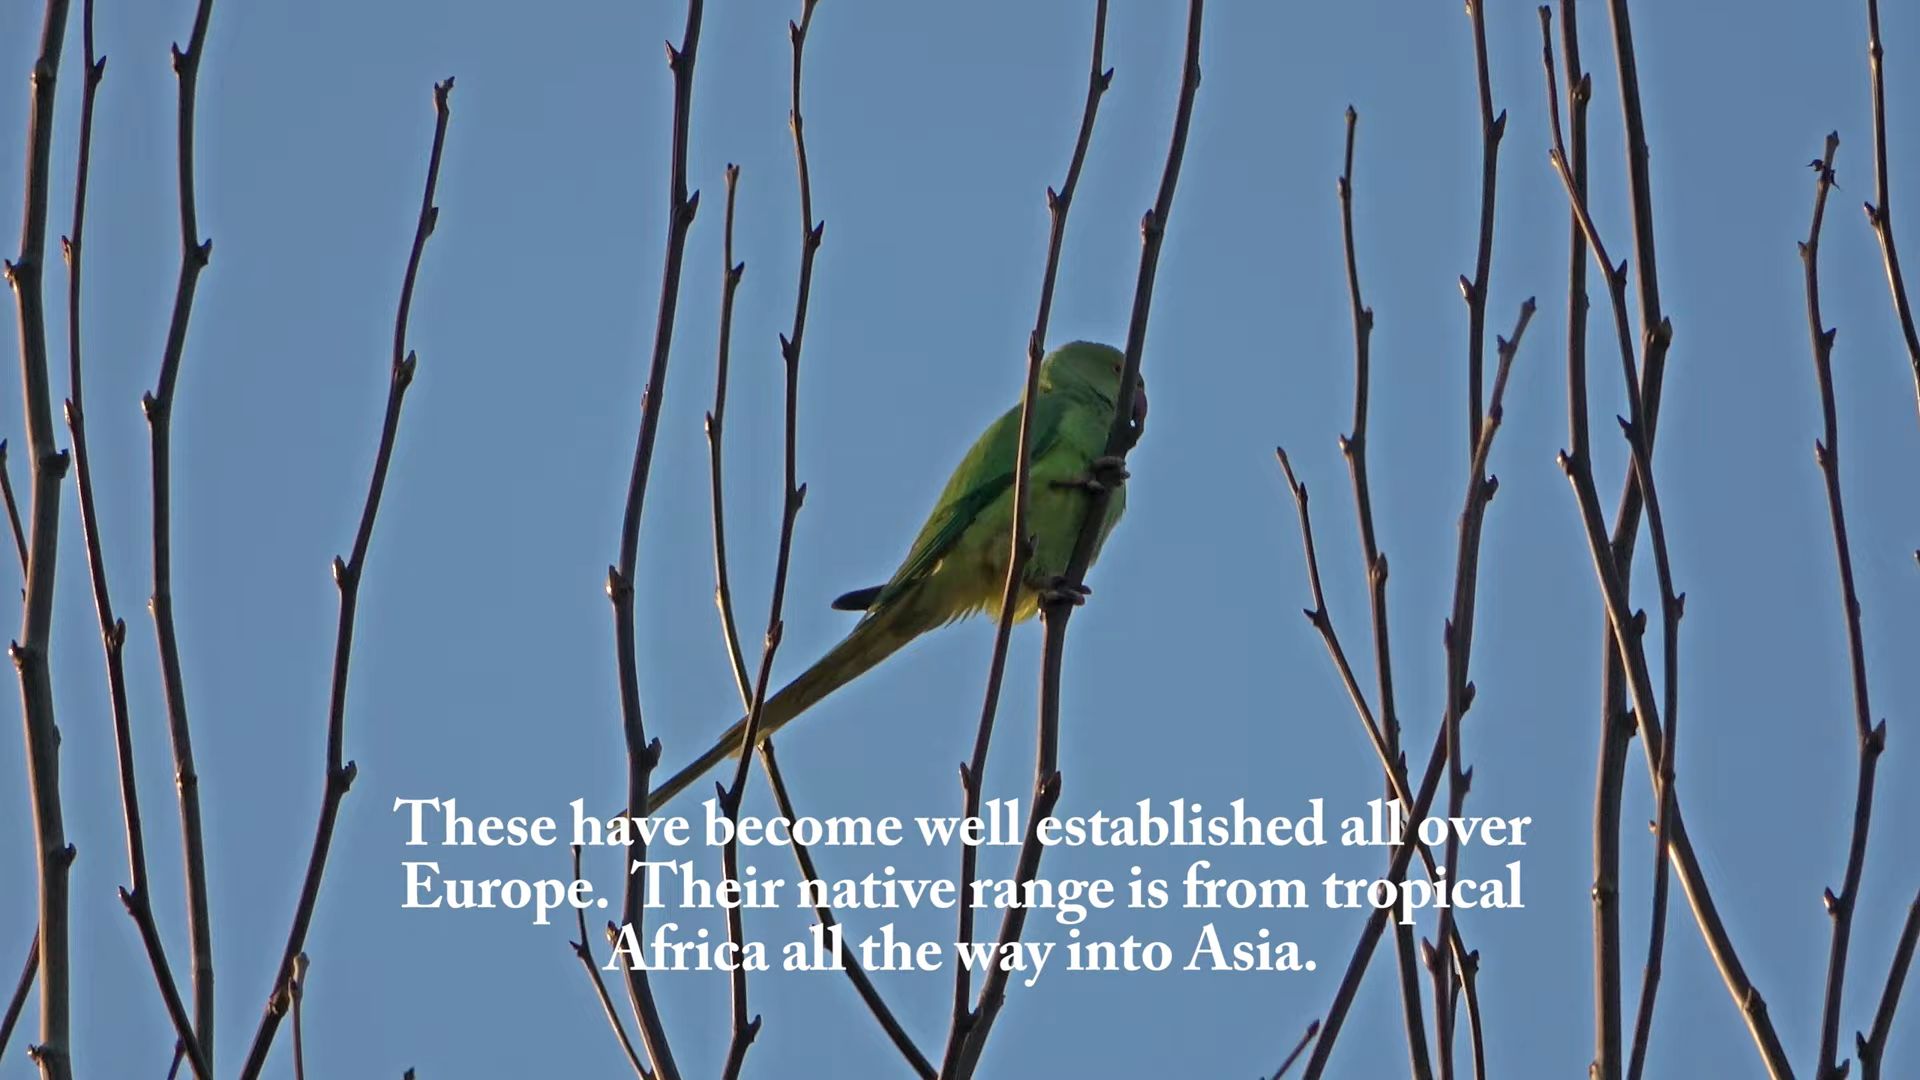 These have become well established all over
Europe.  Their native range is from tropical
Africa all the way into Asia.